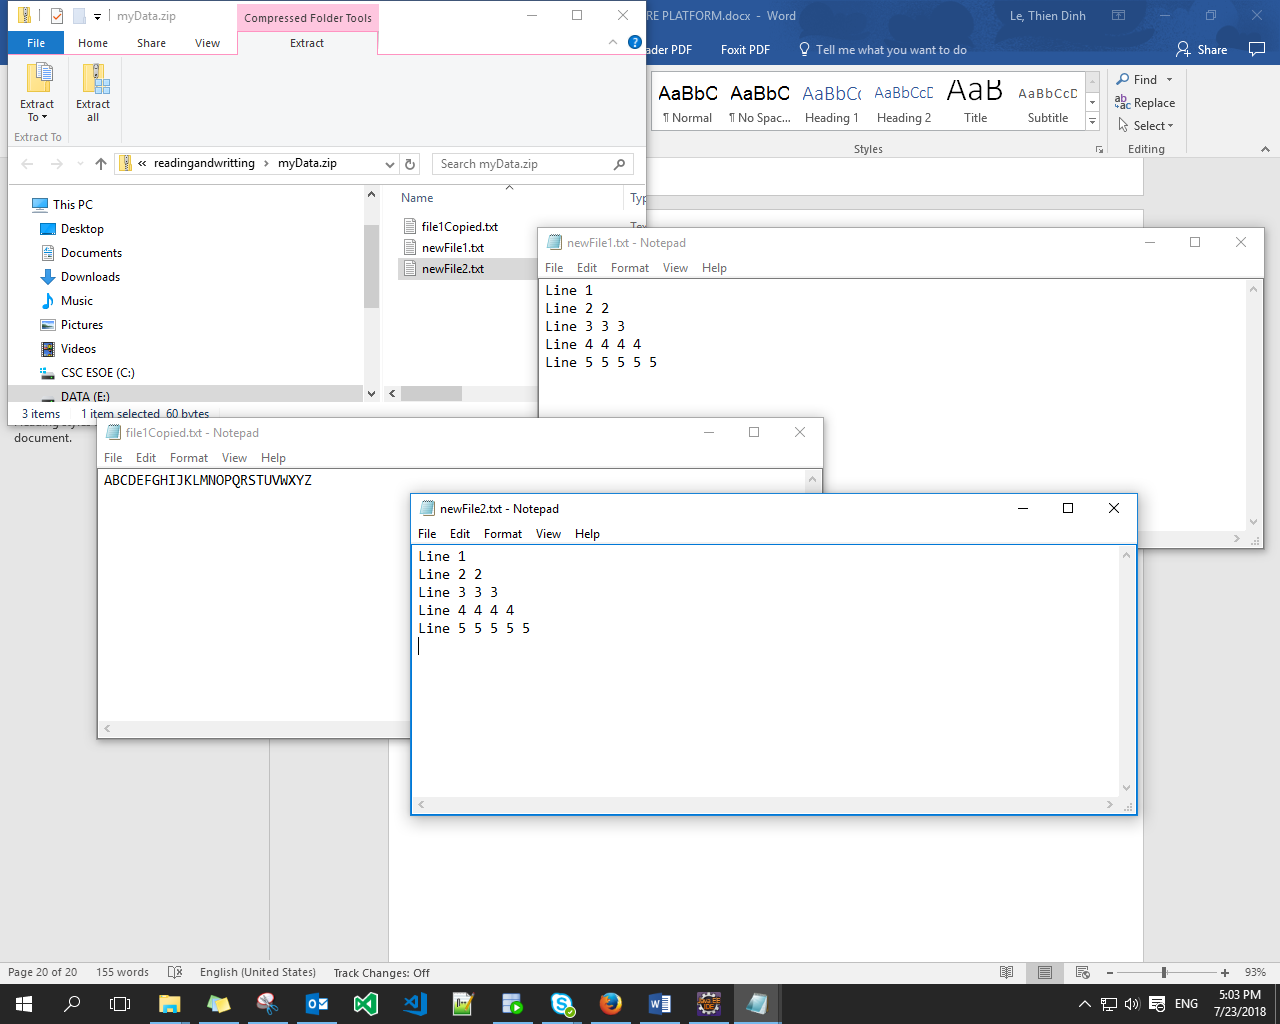 myData.zip
Compressed Folder Tools
File Home Share View Extract
Extract To
Extract all
Extract To
« readingandwritting > myData.zip
Search myData.zip
This PC
Desktop
Documents
Downloads
Music
Pictures
Videos
CSC ESOE (C:)
DATA (E:)
Name
file1Copied.txt
newFile1.txt
newFile2.txt
3 items 1 item selected 60 bytes
document.
RE PLATFORM.docx - Word
Le, Thien Dinh
Foxit PDF
Tell me what you want to do
Share
AaBbC AaBbC AaBbC AaBbCcD AaB AaBbCcD
¶ Normal ¶ No Spac... Heading 1 Heading 2 Title Subtitle
Styles
Find
Replace
Select
Editing
newFile1.txt - Notepad
File Edit Format View Help
Line 1
Line 2 2
Line 3 3 3
Line 4 4 4 4
Line 5 5 5 5 5
file1Copied.txt - Notepad
File Edit Format View Help
ABCDEFGHIJKLMNOPQRSTUVWXYZ
newFile2.txt - Notepad
File Edit Format View Help
Line 1
Line 2 2
Line 3 3 3
Line 4 4 4 4
Line 5 5 5 5 5
Page 20 of 20 155 words English (United States) Track Changes: Off
93%
ENG
5:03 PM
7/23/2018